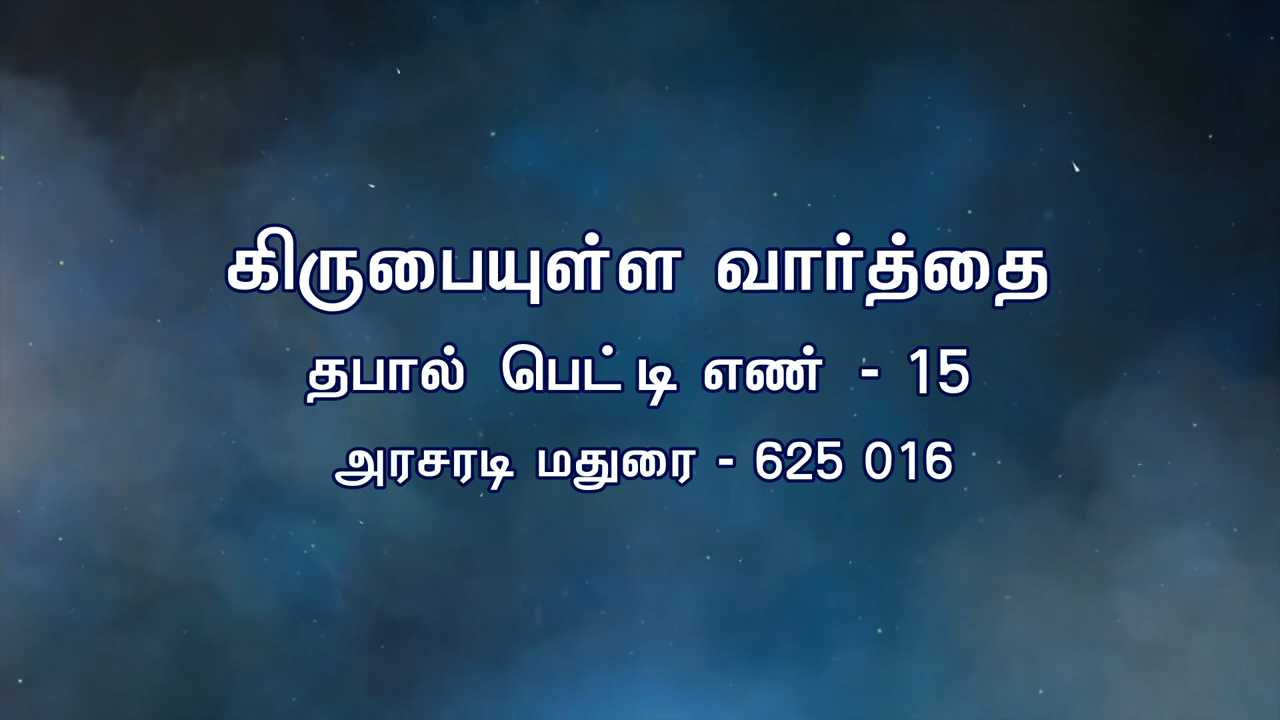 கிருபையுள்ள வார்த்தை
தபால் பெட்டி எண் - 15
அரசரடி மதுரை - 625 016